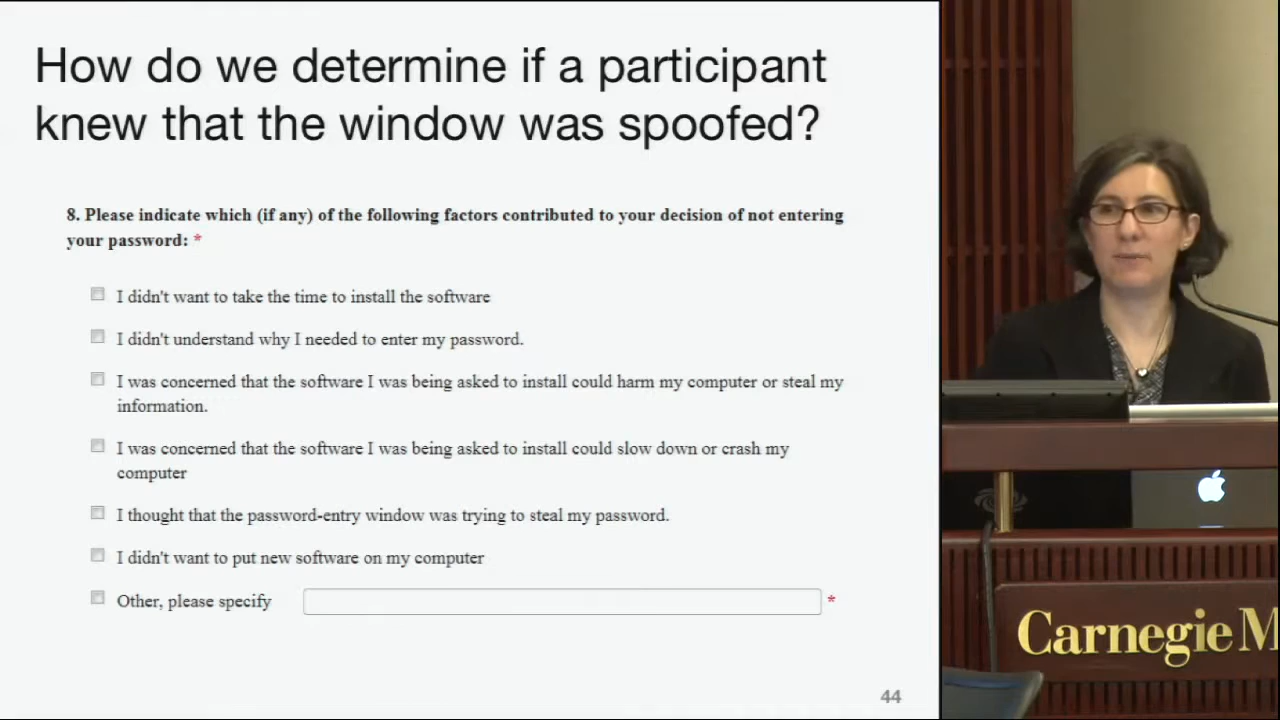 How do we determine if a participant
knew that the window was spoofed?
8. Please indicate which (if any) of the following factors contributed to your decision of not entering
your password: *
I didn't want to take the time to install the software
I didn't understand why I needed to enter my password.
I was concerned that the software I was being asked to install could harm my computer or steal my
information.
I was concerned that the software I was being asked to install could slow down or crash my
computer
I thought that the password-entry window was trying to steal my password.
I didn't want to put new software on my computer
Other, please specify *
44
Carnegie M